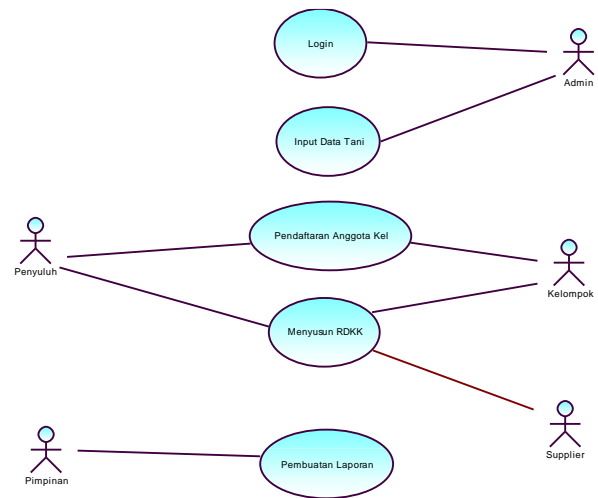 Login
Admin
Input Data Tani
Pendaftaran Anggota Kel
Penyuluh
Kelompok
Menyusun RDKK
Supplier
Pembuatan Laporan
Pimpinan